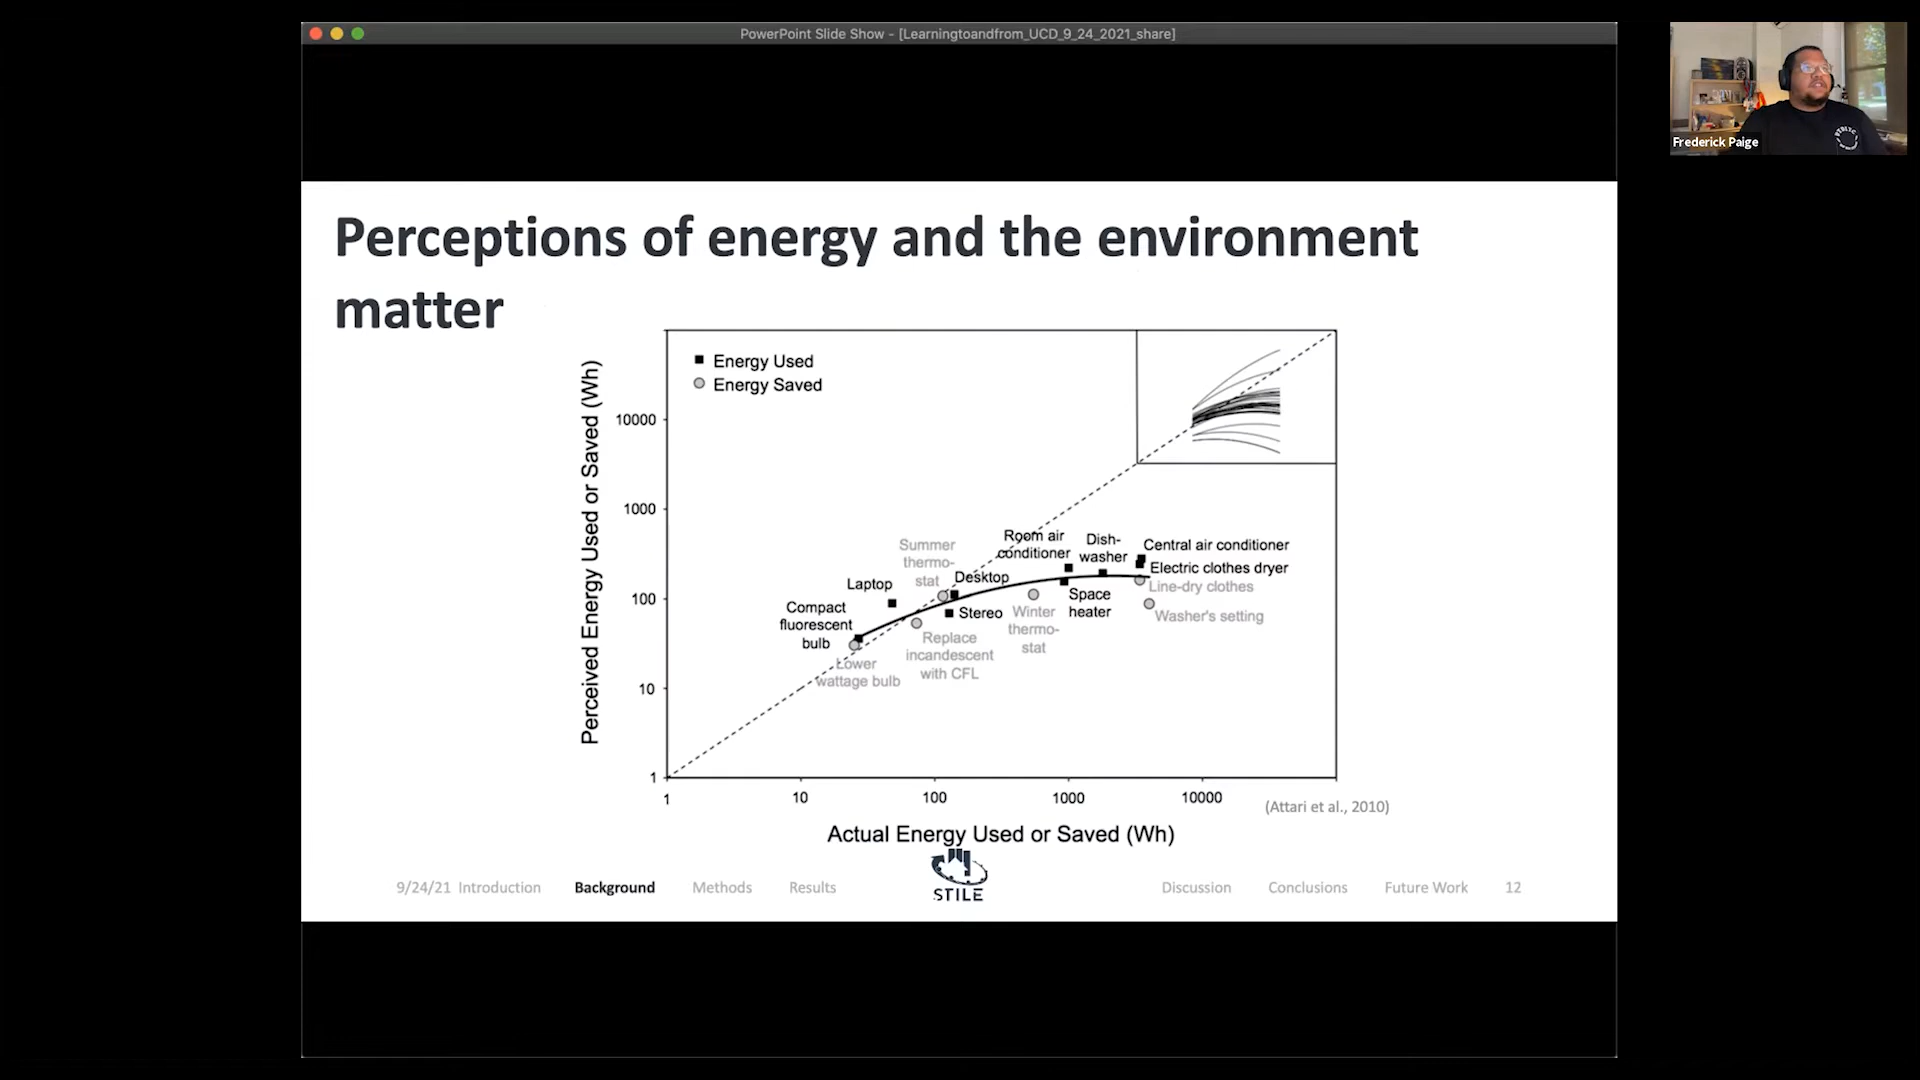 PowerPoint Slide Show - [Learningtoandfrom_UCD_9_24_2021_share]
Frederick Paige
Perceptions of energy and the environment
matter
Energy Used
Energy Saved
Perceived Energy Used or Saved (Wh)
10000
1000
100
10
1
Summer
thermo-
stat
Room air
conditioner
Dish-
washer
Central air conditioner
Electric clothes dryer
Line-dry clothes
Washer's setting
Laptop
Desktop
Compact
fluorescent
bulb
Stereo
Winter
thermo-
stat
Space
heater
Replace
incandescent
with CFL
Lower
wattage bulb
1
10
100
1000
10000
(Attari et al., 2010)
Actual Energy Used or Saved (Wh)
STILE
9/24/21 Introduction Background Methods Results Discussion Conclusions Future Work 12